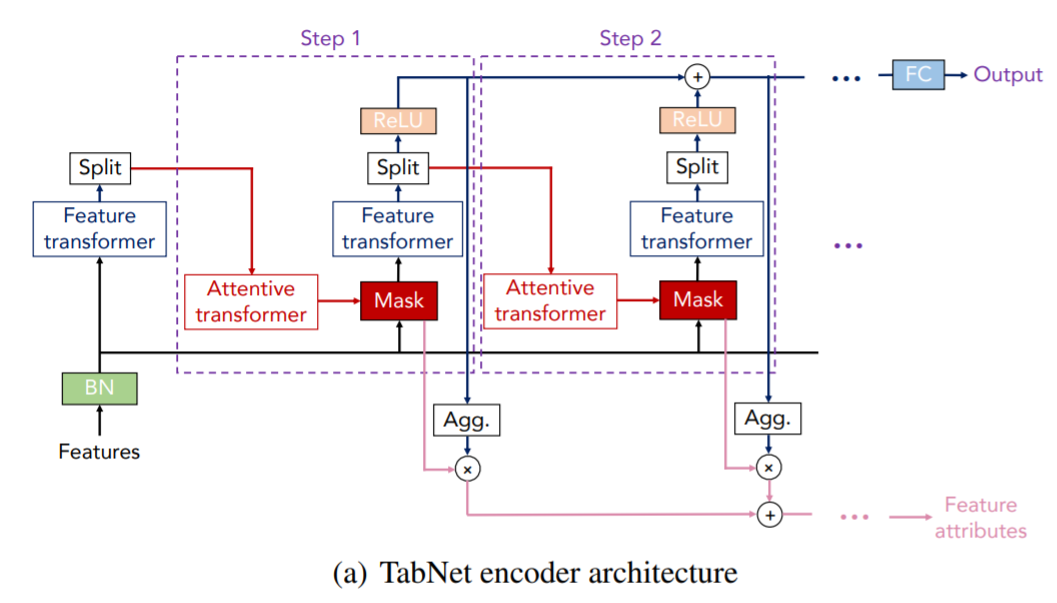 Step 1
Step 2
FC
Output
ReLU
ReLU
Split
Split
Split
Feature
transformer
Feature
transformer
Feature
transformer
...
...
Attentive
transformer
Mask
Attentive
transformer
Mask
BN
Features
Agg.
Agg.
×
×
+
+
...
Feature
attributes
(a) TabNet encoder architecture